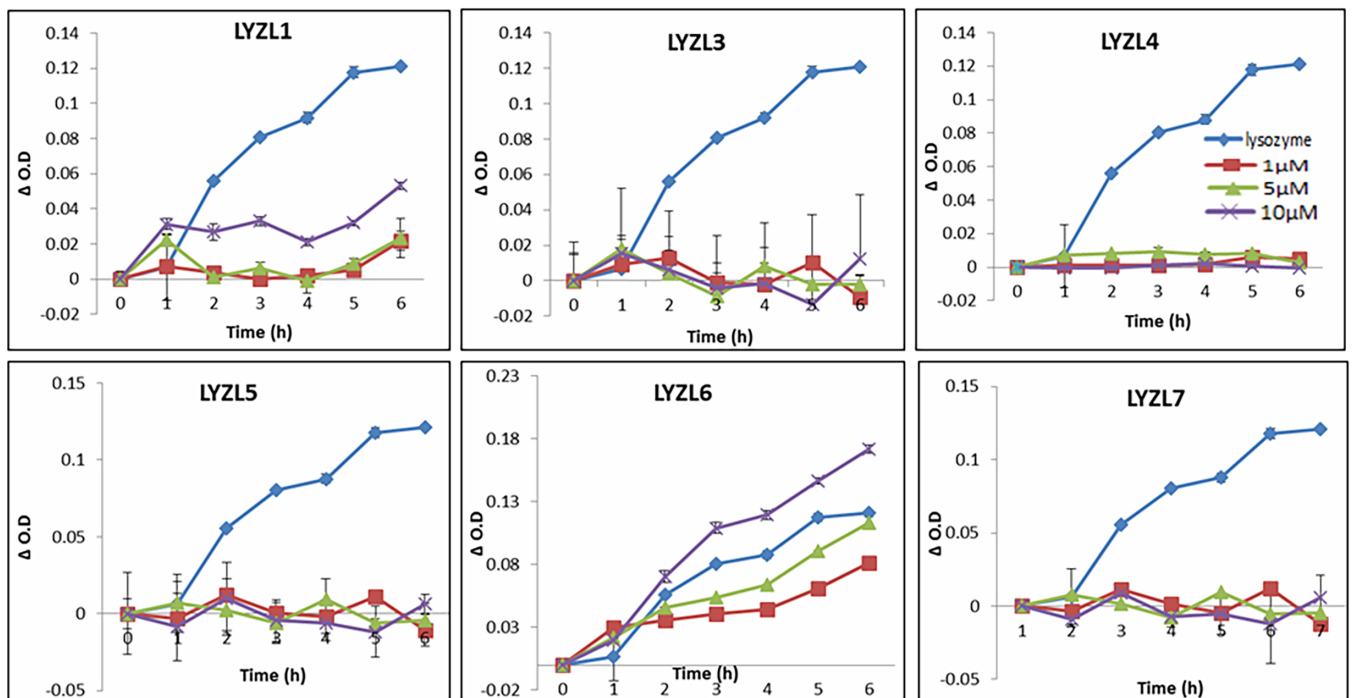 LYZL1
0.14
0.12
0.1
0.08
0.06
0.04
0.02
0
-0.02
Δ O.D
0 1 2 3 4 5 6
Time (h)
LYZL3
0.14
0.12
0.1
0.08
0.06
0.04
0.02
0
-0.02
Δ O.D
0 1 2 3 4 5 6
Time (h)
LYZL4
0.14
0.12
0.1
0.08
0.06
0.04
0.02
0
-0.02
Δ O.D
0 1 2 3 4 5 6
Time (h)
lysozyme
1µM
5µM
10µM
LYZL5
0.15
0.1
0.05
0
-0.05
Δ O.D
0 1 2 3 4 5 6
Time (h)
LYZL6
0.23
0.18
0.13
0.08
0.03
-0.02
Δ O.D
Time (h)
0 1 2 3 4 5 6
LYZL7
0.15
0.1
0.05
0
-0.05
Δ O.D
1 2 3 4 5 6 7
Time (h)